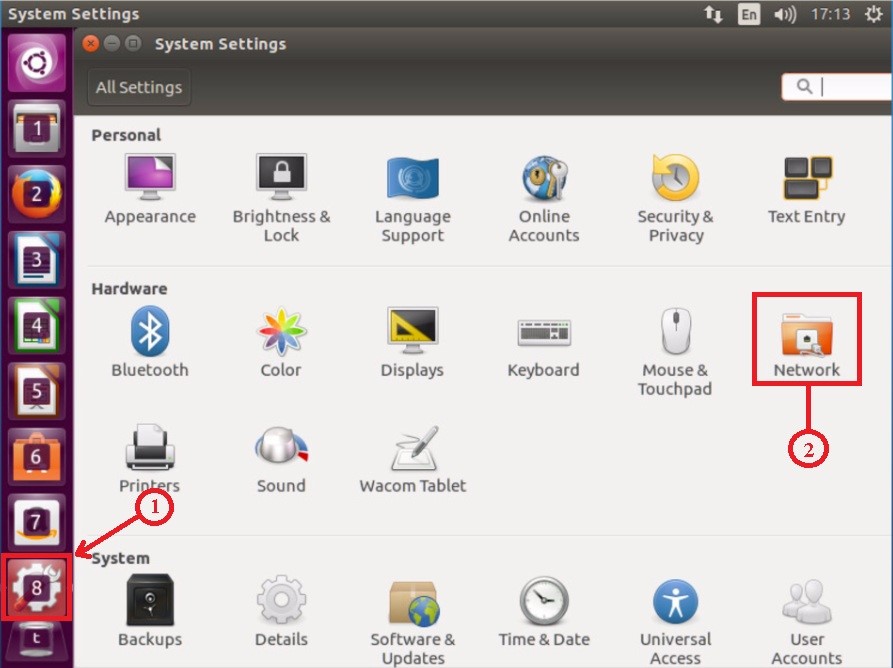 System Settings
En
17:13
System Settings
All Settings
Personal
Appearance
Brightness &
Lock
Language
Support
Online
Accounts
Security &
Privacy
Text Entry
Hardware
Bluetooth
Color
Displays
Keyboard
Mouse &
Touchpad
Network
Printers
Sound
Wacom Tablet
System
Backups
Details
Software &
Updates
Time & Date
Universal
Access
User
Accounts
1
2
3
4
5
6
7
8
t
1
2